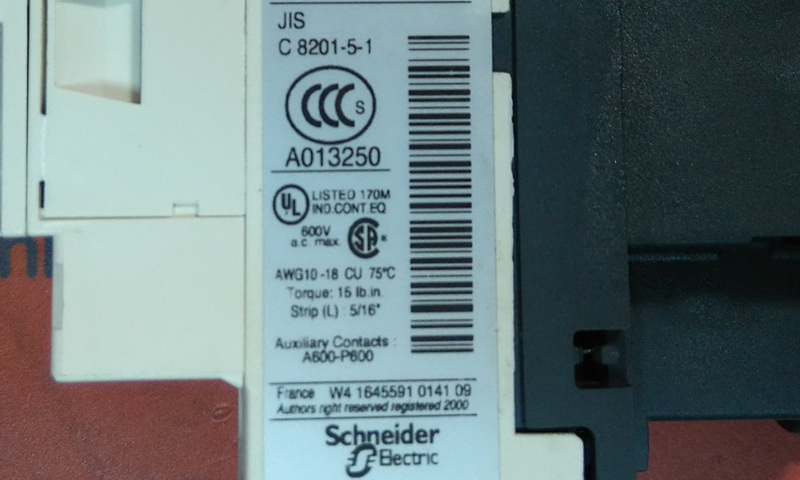 JIS
C 8201-5-1
CCC S
A013250
UL
LISTED 170M
IND.CONT.EQ
600V
a.c. max.
SA
AWG10-18 CU 75°C
Torque: 15 lb.in.
Strip (L) : 5/16"
Auxiliary Contacts :
A600-P600
France W4 1645591 0141 09
Authors right reserved registered 2000
Schneider
Electric